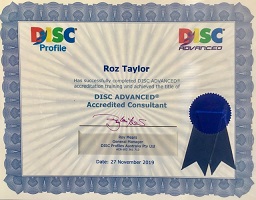 DISC
Profile
DISC
ADVANCED
Roz Taylor
Has successfully completed DISC ADVANCED®
accreditation training and achieved the title of
DISC ADVANCED®
Accredited Consultant
General Manager
DISC Profiles Australia Pty Ltd
Date: 27 November 2019